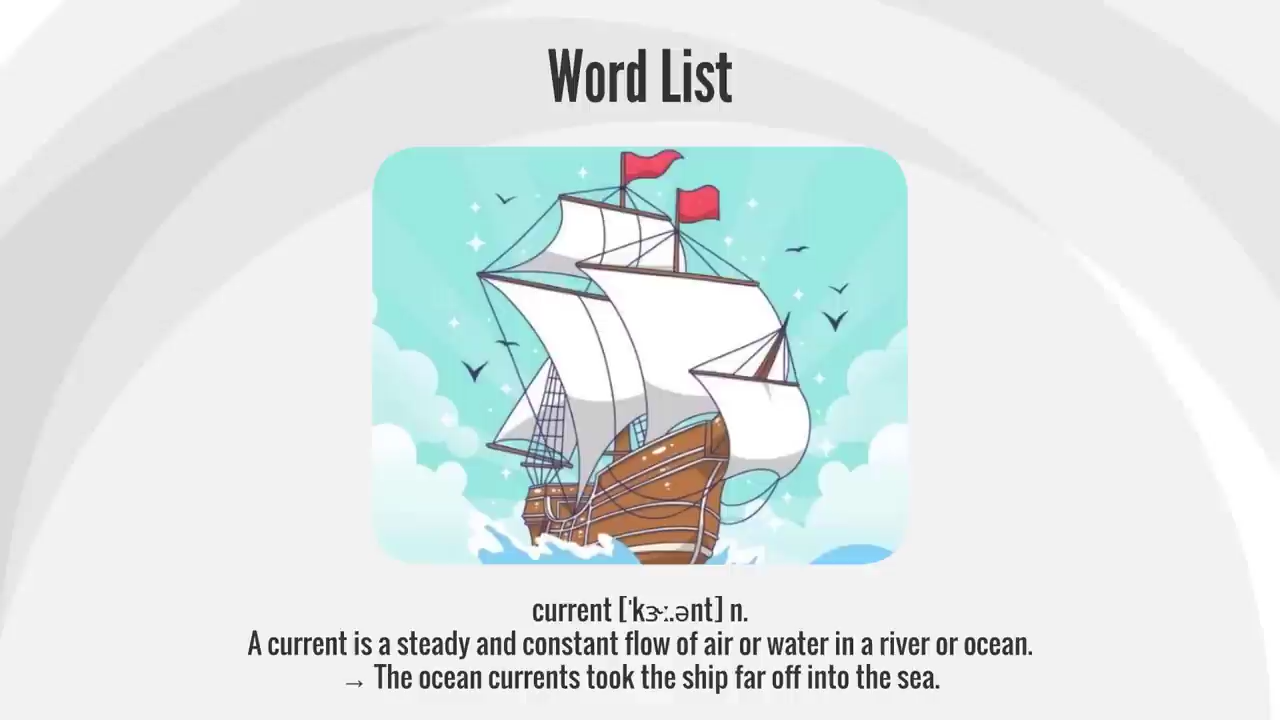 Word List
current [ˈkɝː.ənt] n.
A current is a steady and constant flow of air or water in a river or ocean.
→ The ocean currents took the ship far off into the sea.